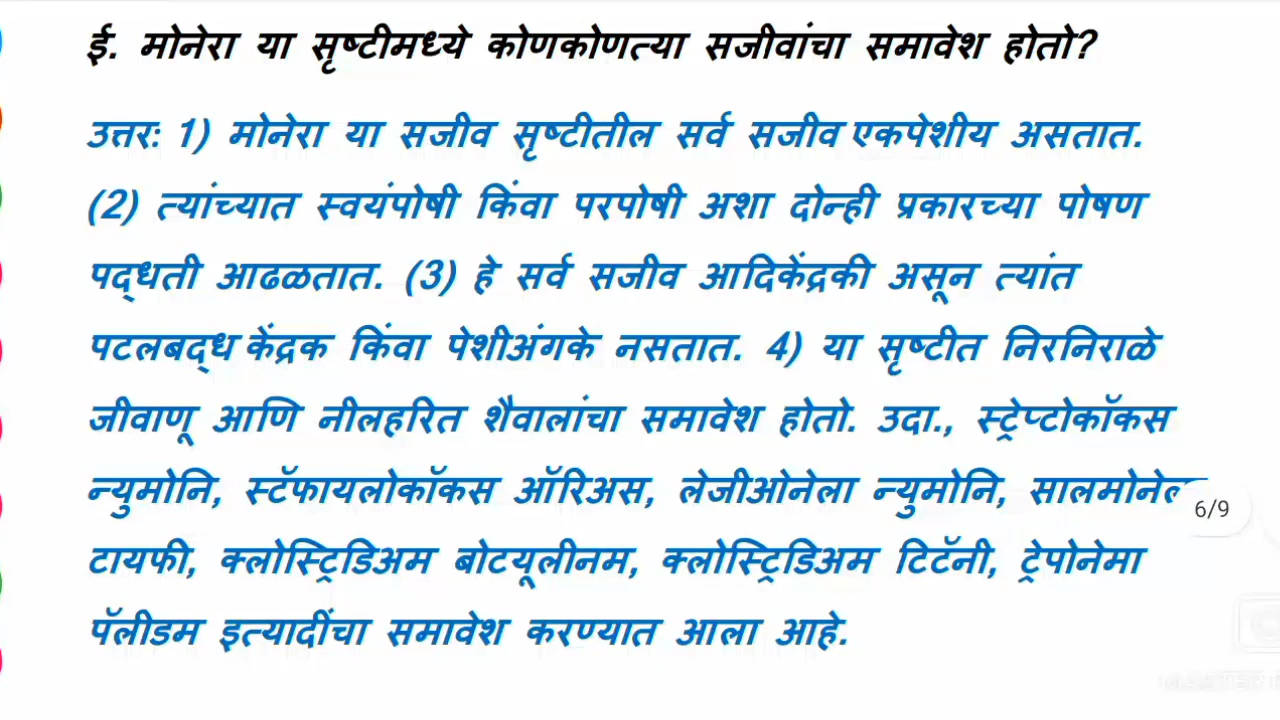 ई. मोनेरा या सृष्टीमध्ये कोणकोणत्या सजीवांचा समावेश होतो?
उत्तर: 1) मोनेरा या सजीव सृष्टीतील सर्व सजीव एकपेशीय असतात.
(2) त्यांच्यात स्वयंपोषी किंवा परपोषी अशा दोन्ही प्रकारच्या पोषण
पद्धती आढळतात. (3) हे सर्व सजीव आदिकेंद्रकी असून त्यांत
पटलबद्ध केंद्रक किंवा पेशीअंगके नसतात. 4) या सृष्टीत निरनिराळे
जीवाणू आणि नीलहरित शैवालांचा समावेश होतो. उदा., स्ट्रेप्टोकॉकस
न्युमोनि, स्टॅफायलोकॉकस ऑरिअस, लेजीओनेला न्युमोनि,
6/9
टायफी, क्लोस्ट्रिडिअम बोटयूलीनम, क्लोस्ट्रिडिअम टिटॅनी, ट्रेपोनेमा
पॅलीडम इत्यादींचा समावेश करण्यात आला आहे.